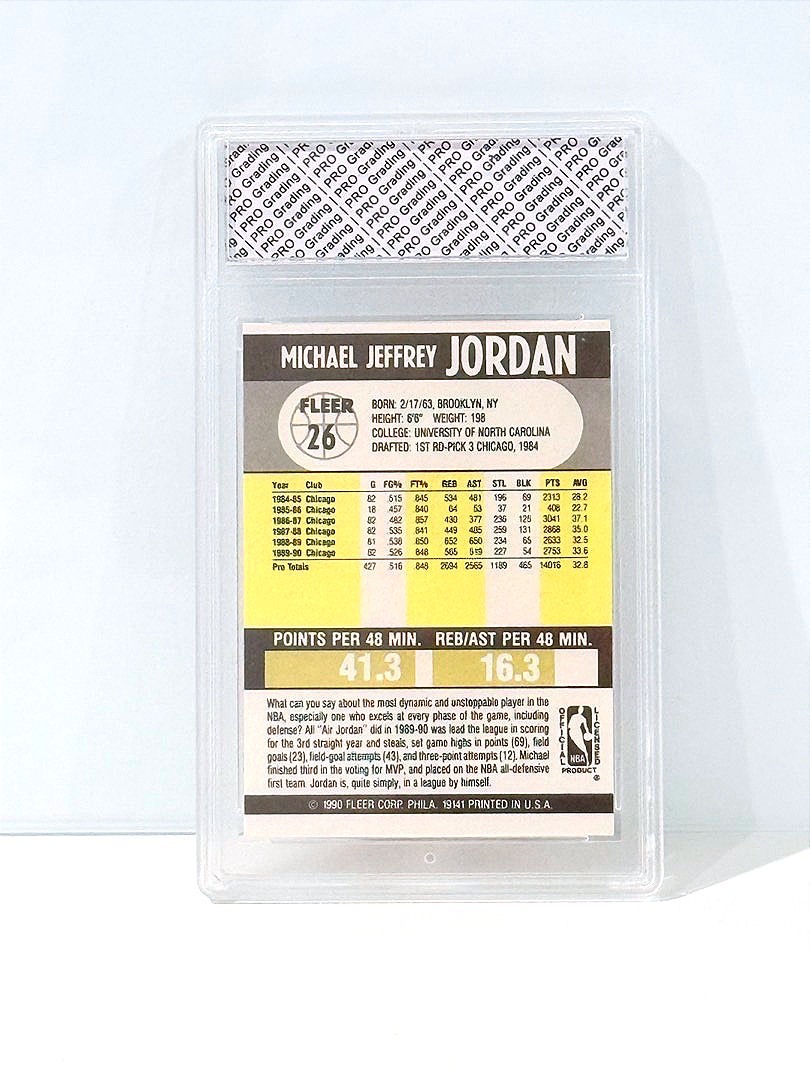 PRO Grading | PRO Grading | PRO Grading
MICHAEL JEFFREY JORDAN
FLEER
26
BORN: 2/17/63, BROOKLYN, NY
HEIGHT: 6'6" WEIGHT: 198
COLLEGE: UNIVERSITY OF NORTH CAROLINA
DRAFTED: 1ST RD-PICK 3 CHICAGO, 1984
Year Club G FG% FT% REB AST STL BLK PTS AVG
1984-85 Chicago 82 .515 .845 534 481 196 69 2313 28.2
1985-86 Chicago 18 .457 .840 64 53 37 21 408 22.7
1986-87 Chicago 82 .482 .857 430 377 236 125 3041 37.1
1987-88 Chicago 82 .535 .841 449 485 259 131 2868 35.0
1988-89 Chicago 81 .538 .850 652 650 234 65 2633 32.5
1989-90 Chicago 82 .526 .848 565 519 227 54 2753 33.6
Pro Totals 427 .516 .848 2694 2565 1189 465 14016 32.8
POINTS PER 48 MIN. REB/AST PER 48 MIN.
41.3 16.3
What can you say about the most dynamic and unstoppable player in the
NBA, especially one who excels at every phase of the game, including
defense? All "Air Jordan" did in 1989-90 was lead the league in scoring
for the 3rd straight year and steals, set game highs in points (69), field
goals (23), field-goal attempts (43), and three-point attempts (12). Michael
finished third in the voting for MVP, and placed on the NBA all-defensive
first team. Jordan is, quite simply, in a league by himself.
OFFICIAL
LICENSED
NBA
PRODUCT
®
© 1990 FLEER CORP. PHILA. 19141 PRINTED IN U.S.A.